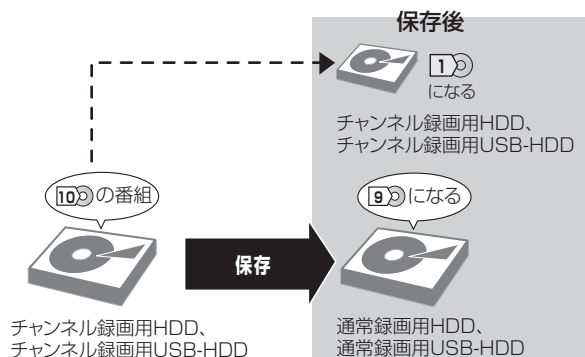 保存後
1
になる
チャンネル録画用HDD、
チャンネル録画用USB-HDD
10の番組
9になる
保存
チャンネル録画用HDD、
チャンネル録画用USB-HDD
通常録画用HDD、
通常録画用USB-HDD